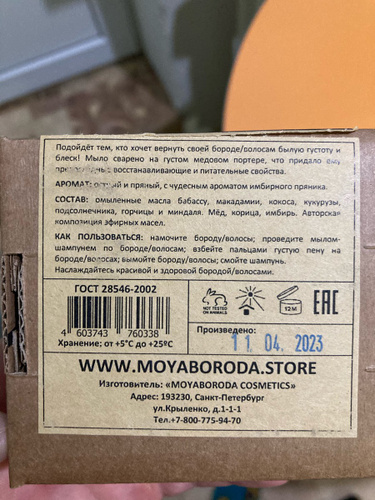 Подойдёт тем, кто хочет вернуть своей бороде/волосам былую густоту и
блеск! Мыло сварено на густом медовом портере, что придало ему
восстанавливающие и питательные свойства.
АРОМАТ: и пряный, с чудесным ароматом имбирного пряника.
СОСТАВ: омыленные масла бабассу, макадамии, кокоса, кукурузы,
подсолнечника, горчицы и миндаля. Мёд, корица, имбирь. Авторска
композиция эфирных масел.
КАК ПОЛЬЗОВАТЬСЯ: намочите бороду/волосы; проведите мылом-
шампунем по бороде/волосам; взбейте пальцами густую пену на
бороде/волосах; вымойте бороду/волосы; смойте шампунь.
Наслаждайтесь красивой и здоровой бородой/волосами.
ГОСТ 28546-2002
4 603743 760338
Хранение; от +5°C до +25°C
NOT TESTED
ON ANIMALS
12M
EAC
Произведено:
11 04. 2023
WWW.MOYABORODA.STORE
Изготовитель: «MOYABORODA COSMETICS»
Адрес: 193230, Санкт-Петербург
ул.Крыленко, д.1-1-1
Тел.+7-800-775-94-70